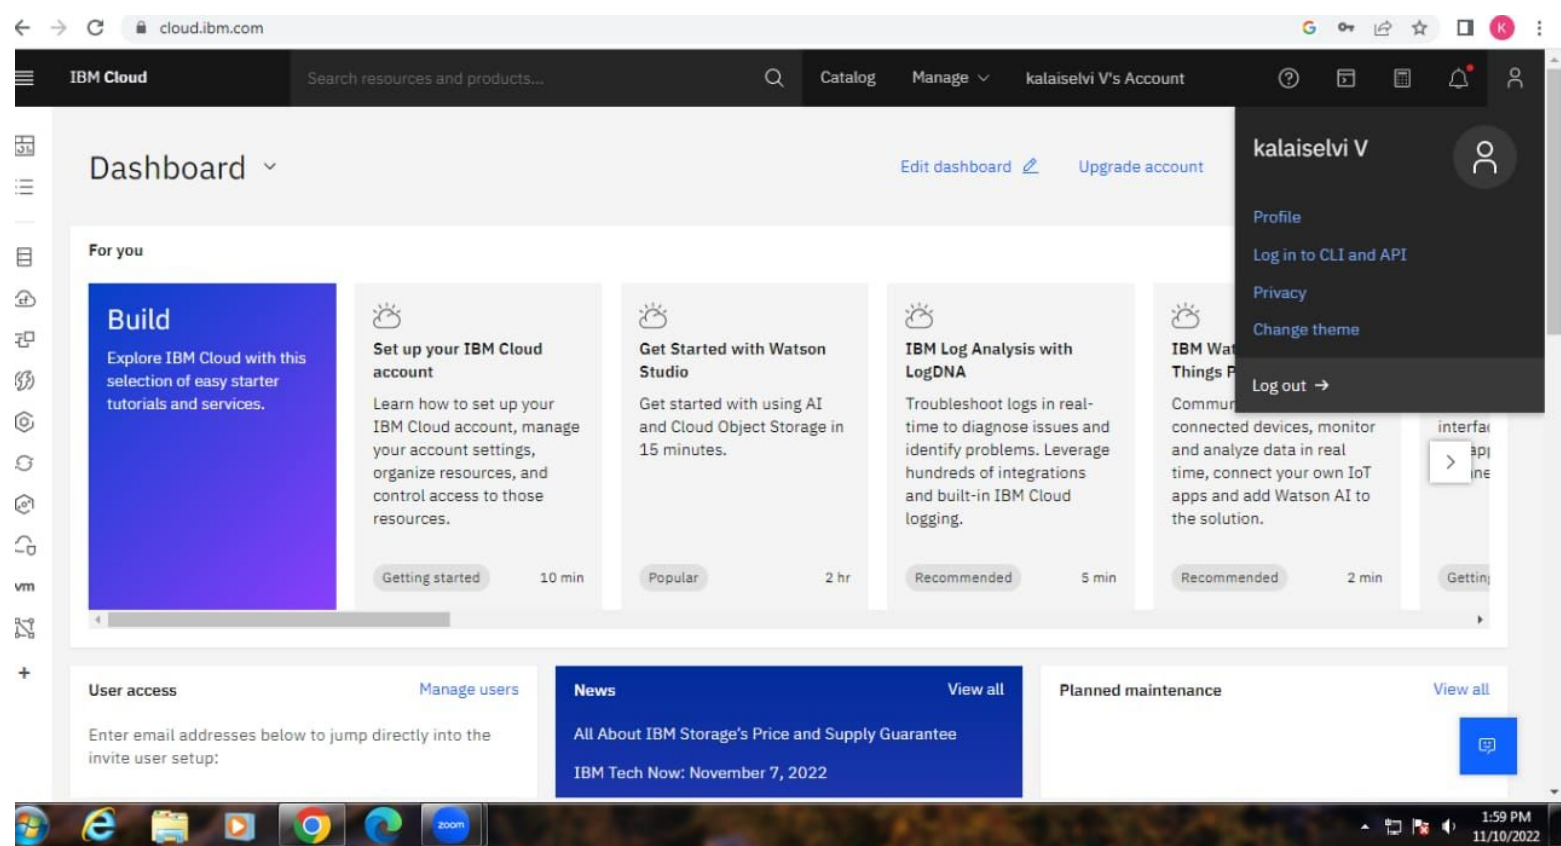 cloud.ibm.com
K
IBM Cloud
Search resources and products...
Catalog
Manage
kalaiselvi V's Account
Dashboard
Edit dashboard
Upgrade account
kalaiselvi V
Profile
Log in to CLI and API
Privacy
Change theme
Log out →
For you
Build
Explore IBM Cloud with this
selection of easy starter
tutorials and services.
Set up your IBM Cloud
account
Learn how to set up your
IBM Cloud account, manage
your account settings,
organize resources, and
control access to those
resources.
Getting started
10 min
Get Started with Watson
Studio
Get started with using AI
and Cloud Object Storage in
15 minutes.
Popular
2 hr
IBM Log Analysis with
LogDNA
Troubleshoot logs in real-
time to diagnose issues and
identify problems. Leverage
hundreds of integrations
and built-in IBM Cloud
logging.
Recommended
5 min
IBM Wat
Things P
Commur
connected devices, monitor
and analyze data in real
time, connect your own IoT
apps and add Watson AI to
the solution.
Recommended
2 min
interfac
Getting
vm
User access
Manage users
Enter email addresses below to jump directly into the
invite user setup:
News
View all
All About IBM Storage's Price and Supply Guarantee
IBM Tech Now: November 7, 2022
Planned maintenance
View all
zoom
1:59 PM
11/10/2022